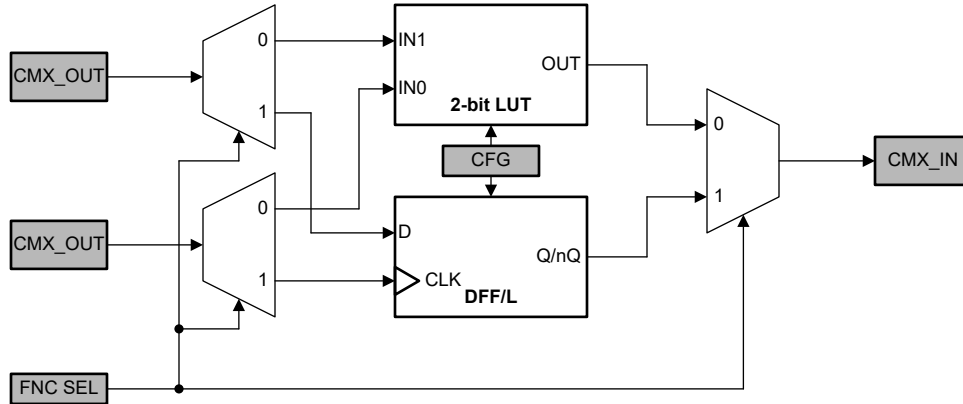 CMX_OUT
0
1
IN1
IN0
OUT
2-bit LUT
CFG
0
1
CMX_IN
CMX_OUT
0
1
D
CLK
Q/nQ
DFF/L
FNC SEL